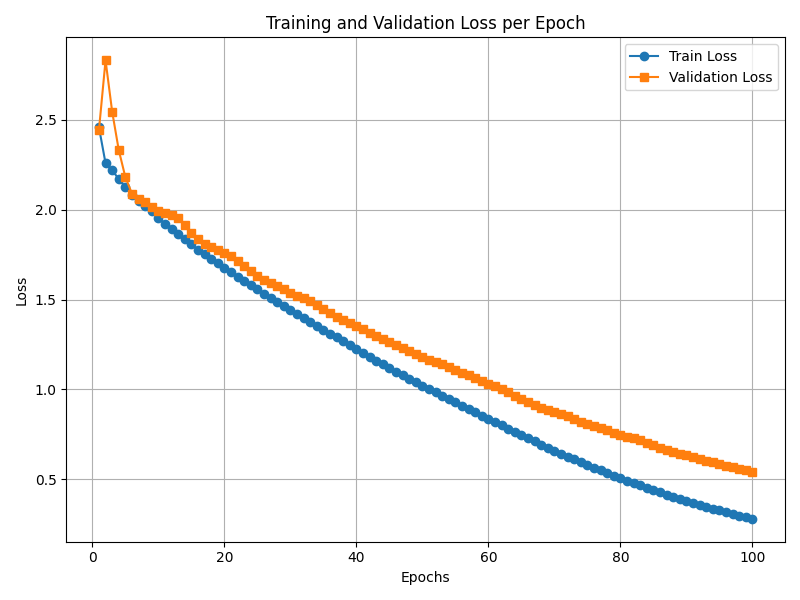 Training and Validation Loss per Epoch
Train Loss
Validation Loss
2.5
2.0
1.5
1.0
0.5
Loss
0 20 40 60 80 100
Epochs